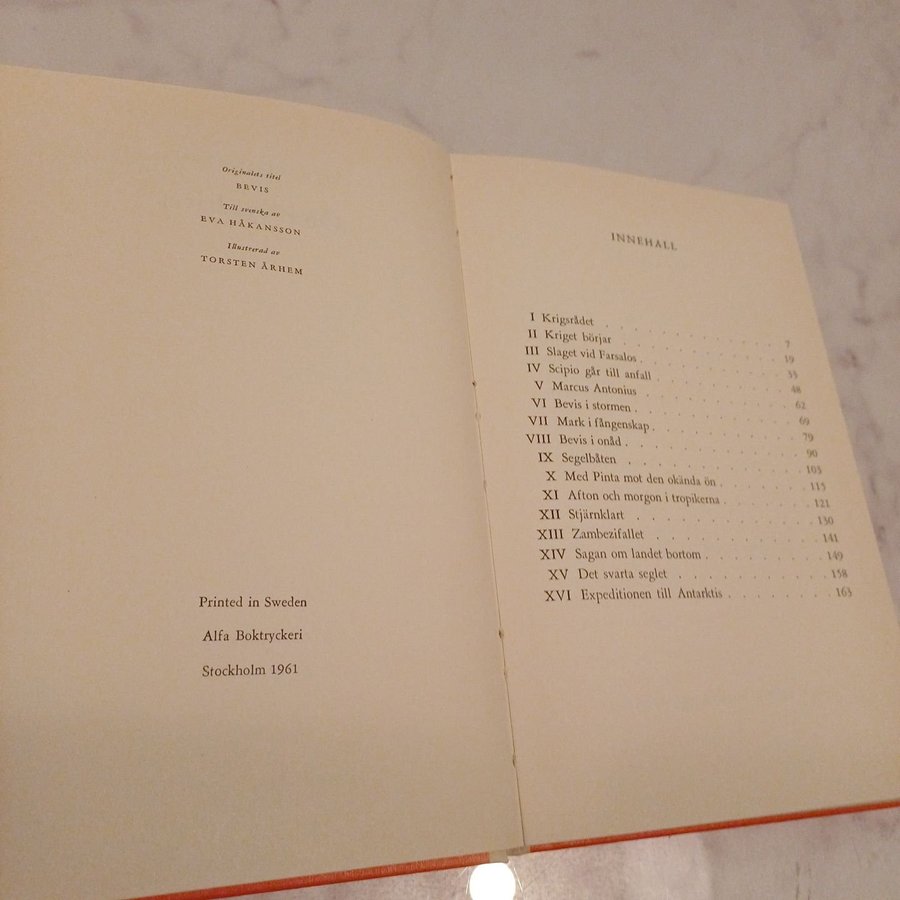 Originalets titel
BEVIS
Till svenska av
EVA HÅKANSSON
Illustrerad av
TORSTEN ÅRHEM
Printed in Sweden
Alfa Boktryckeri
Stockholm 1961
INNEHÅLL
I Krigsrådet . . . . . . . . . . 7
II Kriget börjar . . . . . . . . . . 19
III Slaget vid Farsalos . . . . . . . . . 33
IV Scipio går till anfall . . . . . . . . 48
V Marcus Antonius . . . . . . . . . 62
VI Bevis i stormen . . . . . . . . . 69
VII Mark i fångenskap . . . . . . . . 79
VIII Bevis i onåd . . . . . . . . . . 90
IX Segelbåten . . . . . . . . . . 103
X Med Pinta mot den okända ön . . . . . 115
XI Afton och morgon i tropikerna . . . . . 121
XII Stjärnklart . . . . . . . . . . 130
XIII Zambezifallet . . . . . . . . . 141
XIV Sagan om landet bortom . . . . . . 149
XV Det svarta seglet . . . . . . . . 158
XVI Expeditionen till Antarktis . . . . . . 163